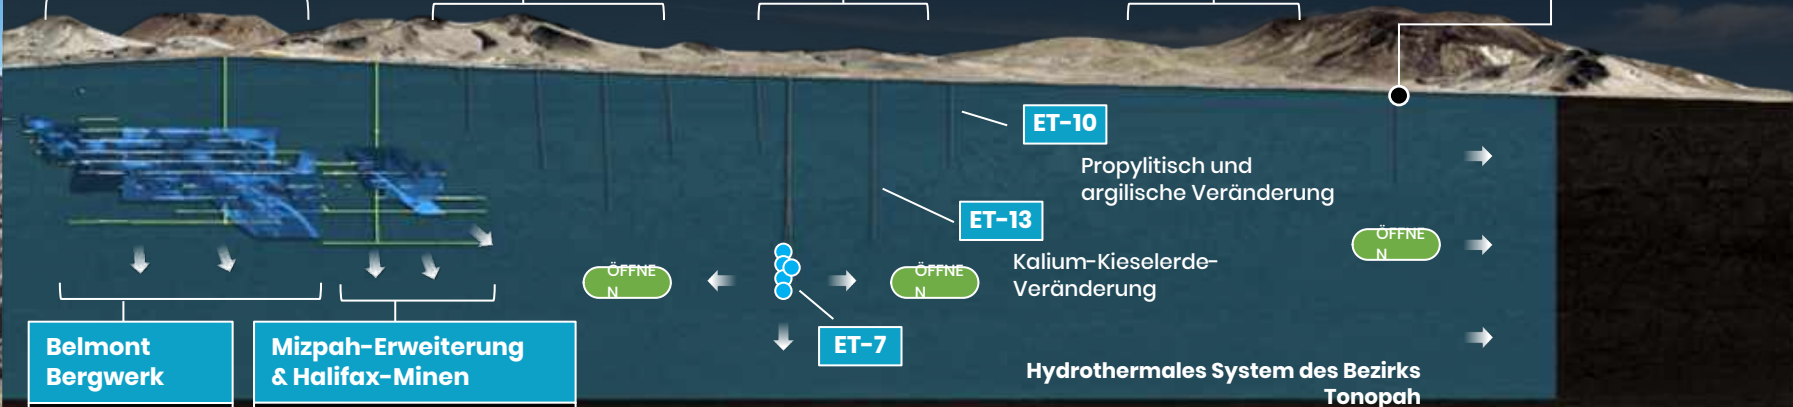 ET-10
Propylitisch und
argilische Veränderung
ET-13
ÖFFNE
N
Kalium-Kieselerde-
Veränderung
ÖFFNE
N
ÖFFNE
N
ET-7
Belmont
Bergwerk
Mizpah-Erweiterung
& Halifax-Minen
Hydrothermales System des Bezirks
Tonopah